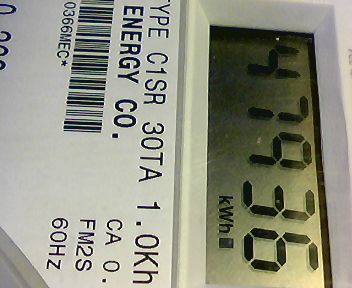 47936
kWh
TYPE C1SR 30TA 1.0Kh
ENERGY CO.
CA 0.
FM2S
0366MEC*
60HZ